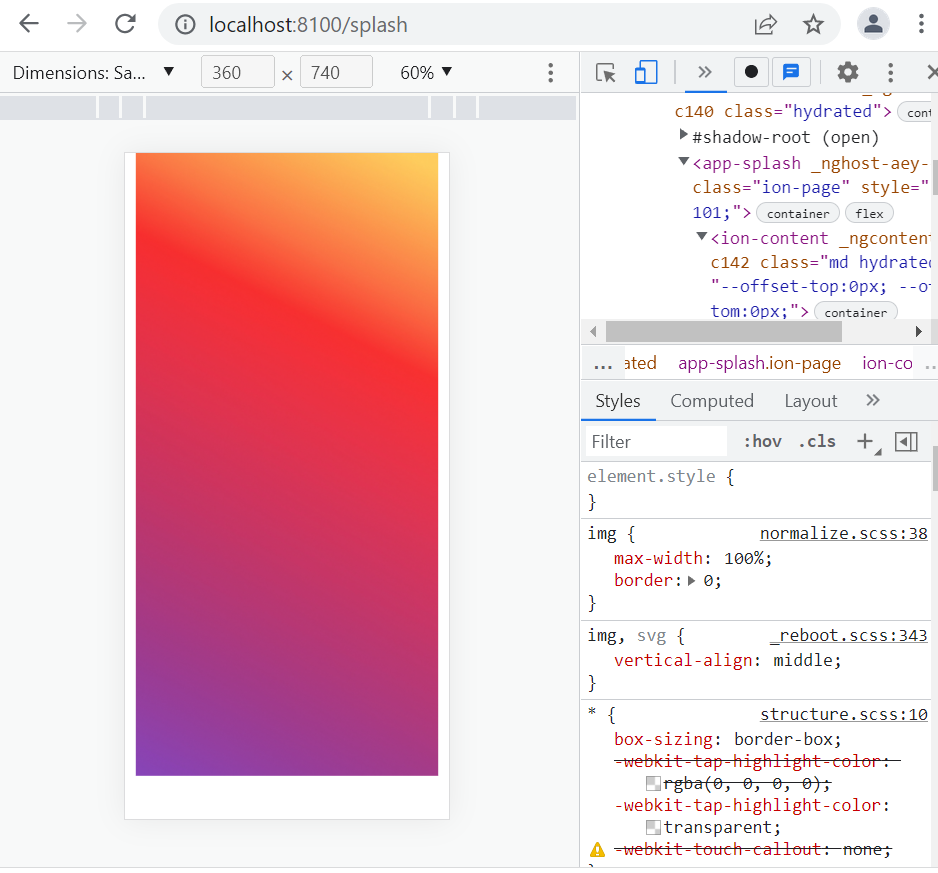 localhost:8100/splash
Dimensions: Sa... ▼ 360 × 740 60% ▼
c140 class="hydrated">
▶#shadow-root (open)
▼<app-splash _nghost-aey-
class="ion-page" style="
101;"> container flex
▼<ion-content _ngcontent
c142 class="md hydrated
"--offset-top:0px; --of
tom:0px;"> container
... ated app-splash.ion-page ion-co ...
Styles Computed Layout »
Filter :hov .cls +
element.style {
}
img { normalize.scss:38
max-width: 100%;
border:▶ 0;
}
img, svg { _reboot.scss:343
vertical-align: middle;
}
* { structure.scss:10
box-sizing: border-box;
-webkit-tap-highlight-color:
rgba(0, 0, 0, 0);
-webkit-tap-highlight-color:
transparent;
-webkit-touch-callout: none;